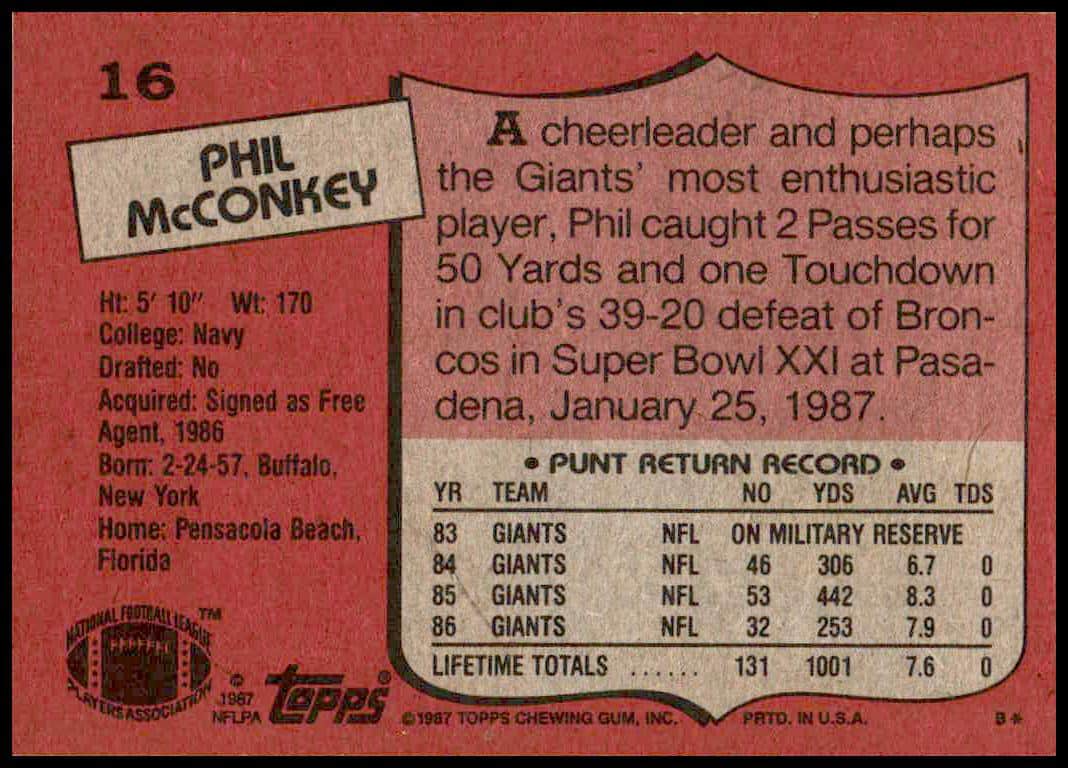 16
PHIL
McCONKEY
Ht: 5' 10" Wt: 170
College: Navy
Drafted: No
Acquired: Signed as Free
Agent, 1986
Born: 2-24-57, Buffalo,
New York
Home: Pensacola Beach,
Florida
NATIONAL FOOTBALL LEAGUE
PLAYERS ASSOCIATION
TM
© 1987
NFLPA
topps®
A cheerleader and perhaps
the Giants' most enthusiastic
player, Phil caught 2 Passes for
50 Yards and one Touchdown
in club's 39-20 defeat of Bron-
cos in Super Bowl XXI at Pasa-
dena, January 25, 1987.
• PUNT RETURN RECORD •
YR TEAM NO YDS AVG TDS
83 GIANTS NFL ON MILITARY RESERVE
84 GIANTS NFL 46 306 6.7 0
85 GIANTS NFL 53 442 8.3 0
86 GIANTS NFL 32 253 7.9 0
LIFETIME TOTALS ...... 131 1001 7.6 0
© 1987 TOPPS CHEWING GUM, INC. PRTD. IN U.S.A. B*